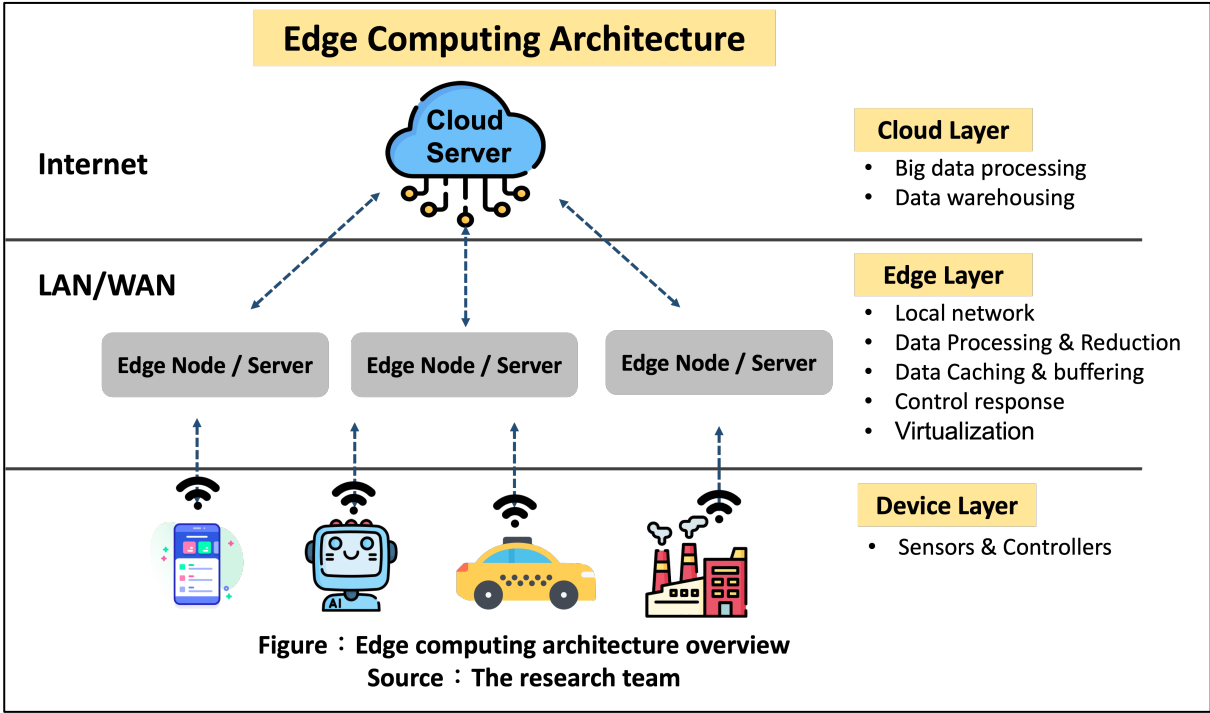 Edge Computing Architecture
Cloud
Server
Internet
Cloud Layer
• Big data processing
• Data warehousing
LAN/WAN
Edge Layer
• Local network
• Data Processing & Reduction
• Data Caching & buffering
• Control response
• Virtualization
Edge Node / Server
Edge Node / Server
Edge Node / Server
Device Layer
• Sensors & Controllers
AI
Figure：Edge computing architecture overview
Source：The research team